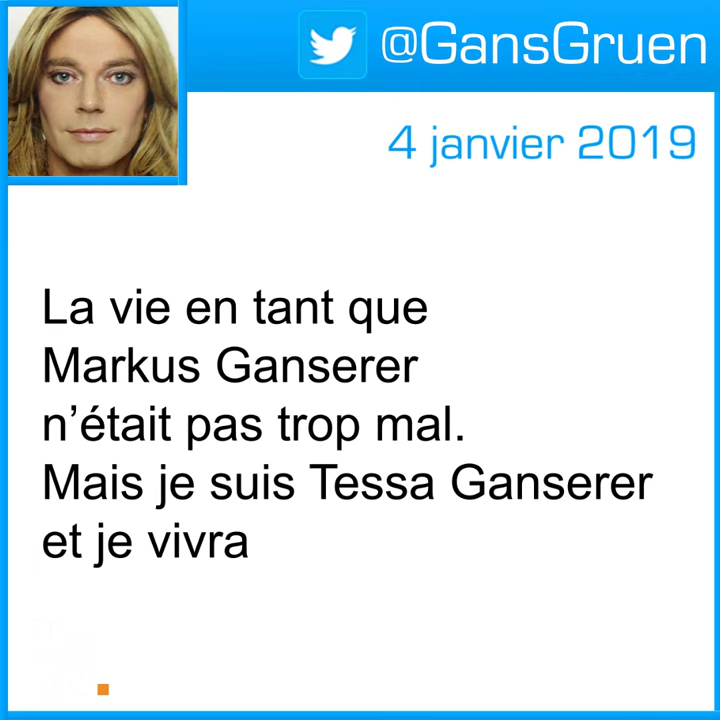 @GansGruen
4 janvier 2019
La vie en tant que
Markus Ganserer
n’était pas trop mal.
Mais je suis Tessa Ganserer
et je vivra